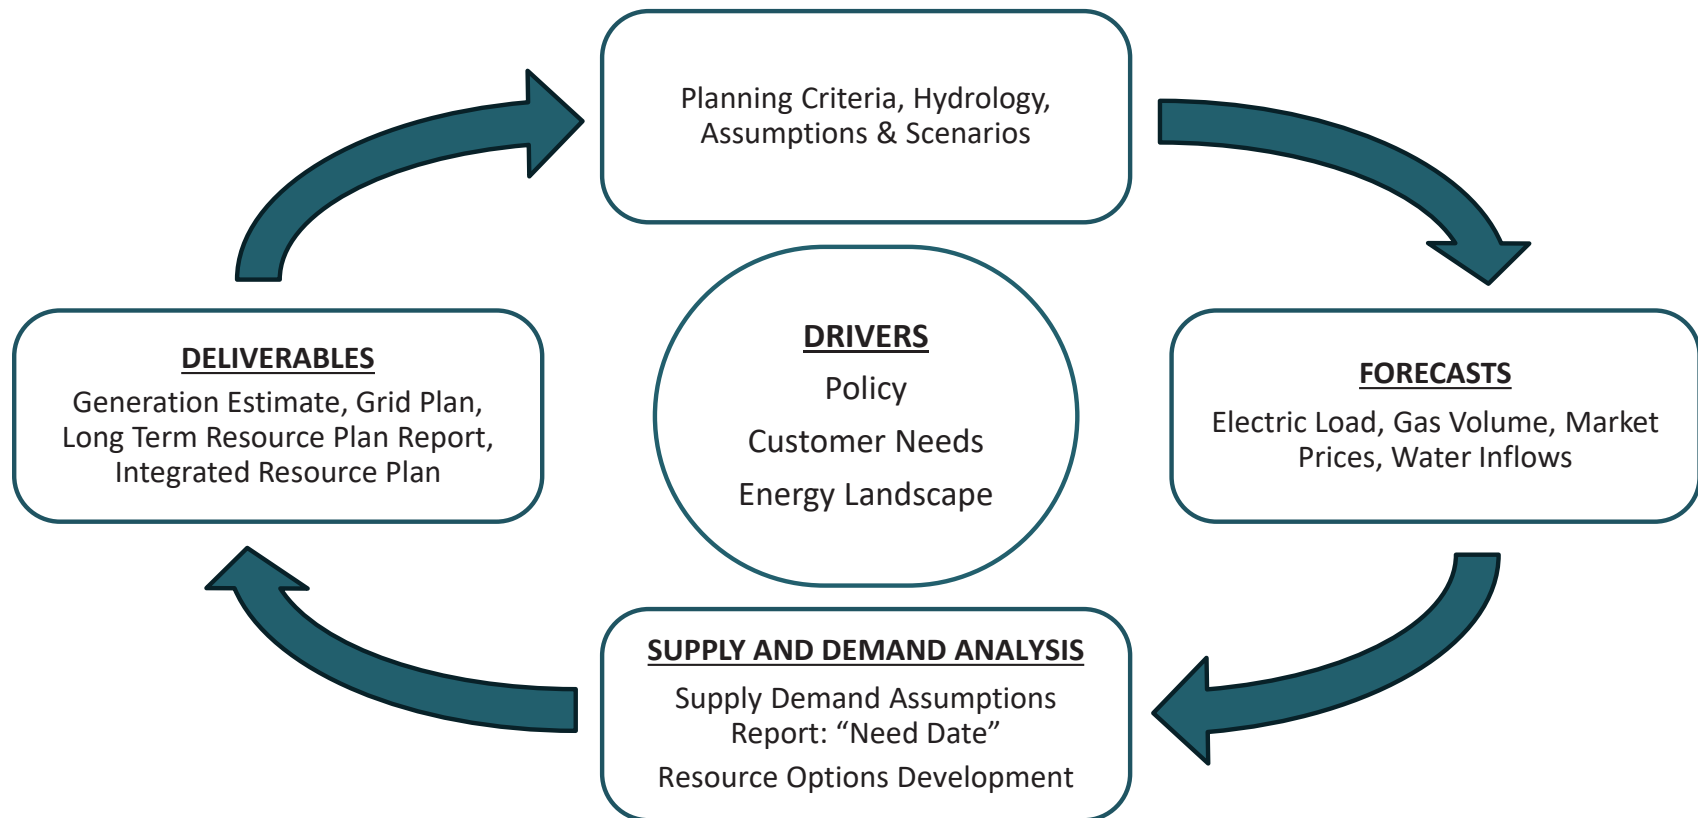 Planning Criteria, Hydrology,
Assumptions & Scenarios
DELIVERABLES
Generation Estimate, Grid Plan,
Long Term Resource Plan Report,
Integrated Resource Plan
DRIVERS
Policy
Customer Needs
Energy Landscape
FORECASTS
Electric Load, Gas Volume, Market
Prices, Water Inflows
SUPPLY AND DEMAND ANALYSIS
Supply Demand Assumptions
Report: “Need Date”
Resource Options Development